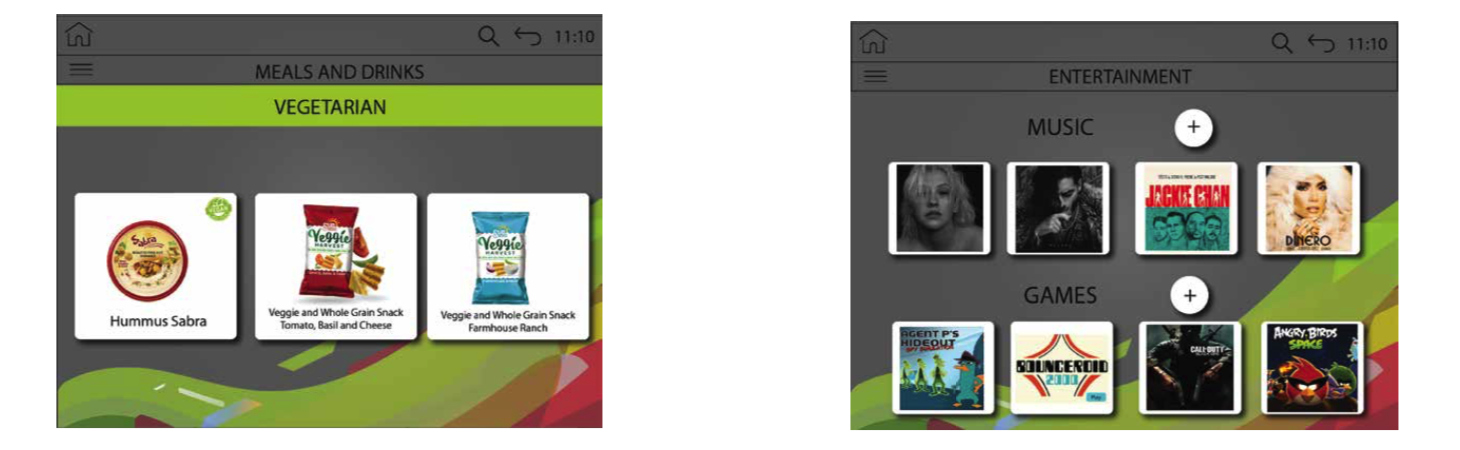 11:10
MEALS AND DRINKS
VEGETARIAN
VEGAN
Sabra
Hummus Sabra
Veggie
HARVEST
Veggie and Whole Grain Snack
Tomato, Basil and Cheese
Veggie
HARVEST
Veggie and Whole Grain Snack
Farmhouse Ranch
11:10
ENTERTAINMENT
MUSIC +
JACKIE CHAN
DINERO
GAMES +
AGENT P'S
HIDEOUT
BOUNCEROID
2000
Play
CALL·DUTY
ANGRY BIRDS
SPACE